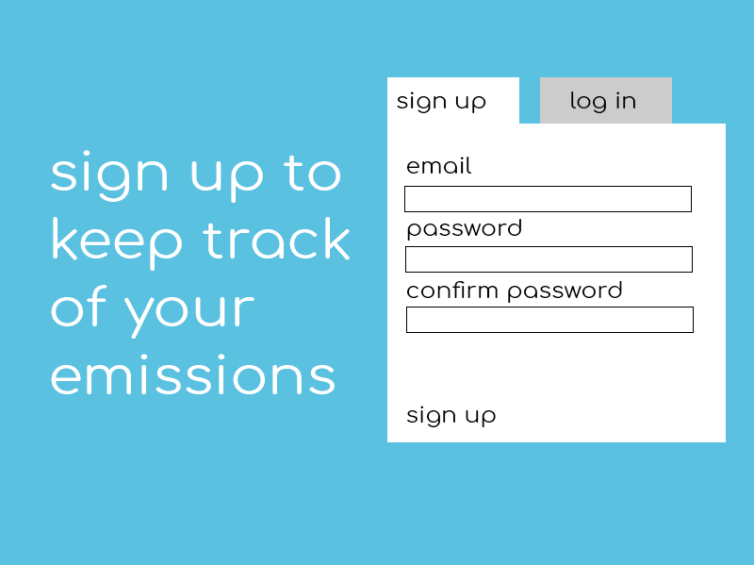 sign up to
keep track
of your
emissions
sign up
log in
email
password
confirm password
sign up